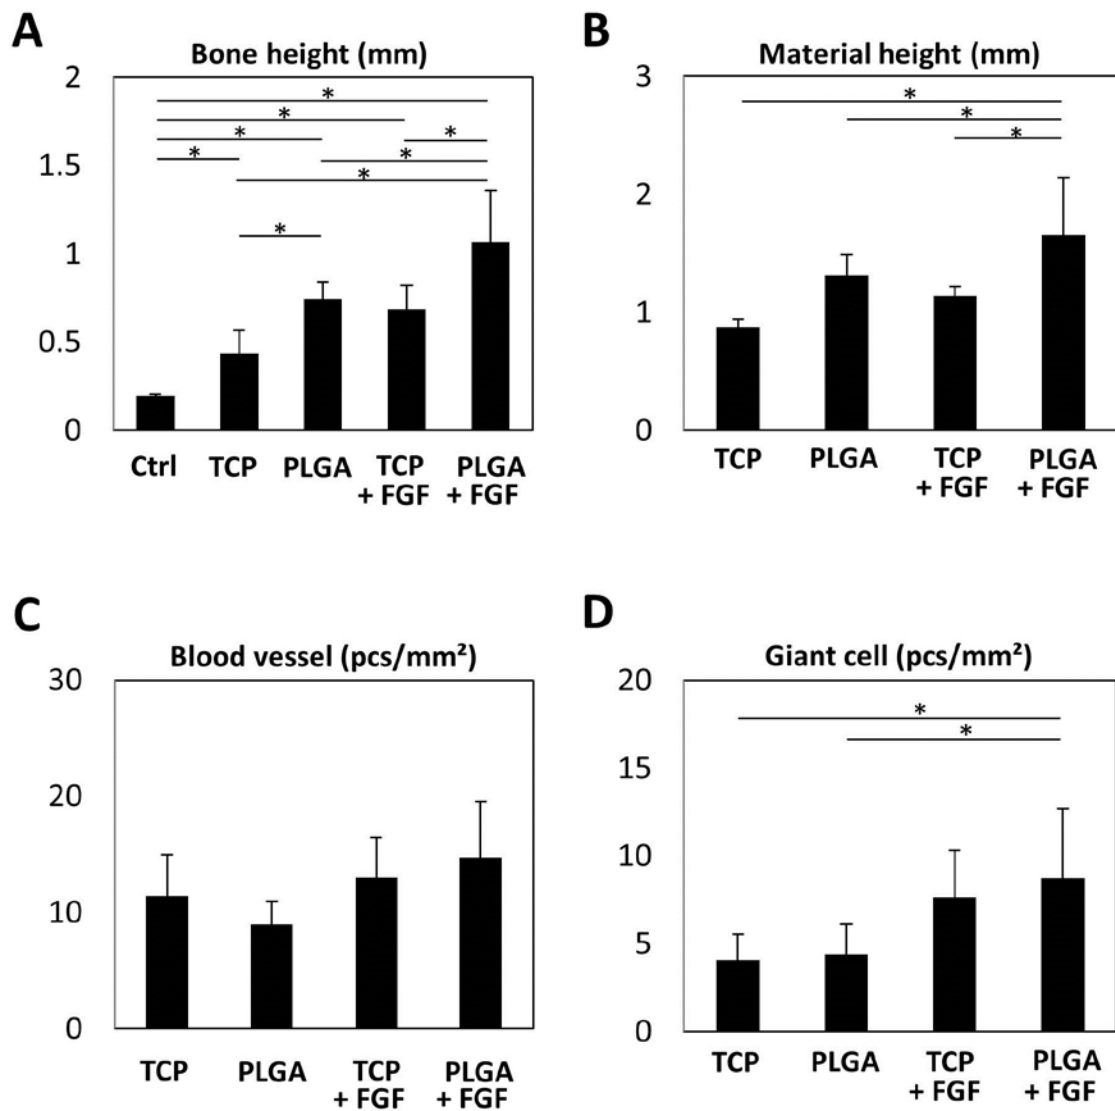 A
Bone height (mm)
2
1.5
1
0.5
0
*
*
*
*
*
*
*
*
Ctrl TCP PLGA TCP + FGF PLGA + FGF
B
Material height (mm)
3
2
1
0
*
*
*
TCP PLGA TCP + FGF PLGA + FGF
C
Blood vessel (pcs/mm²)
30
20
10
0
TCP PLGA TCP + FGF PLGA + FGF
D
Giant cell (pcs/mm²)
20
15
10
5
0
*
*
TCP PLGA TCP + FGF PLGA + FGF